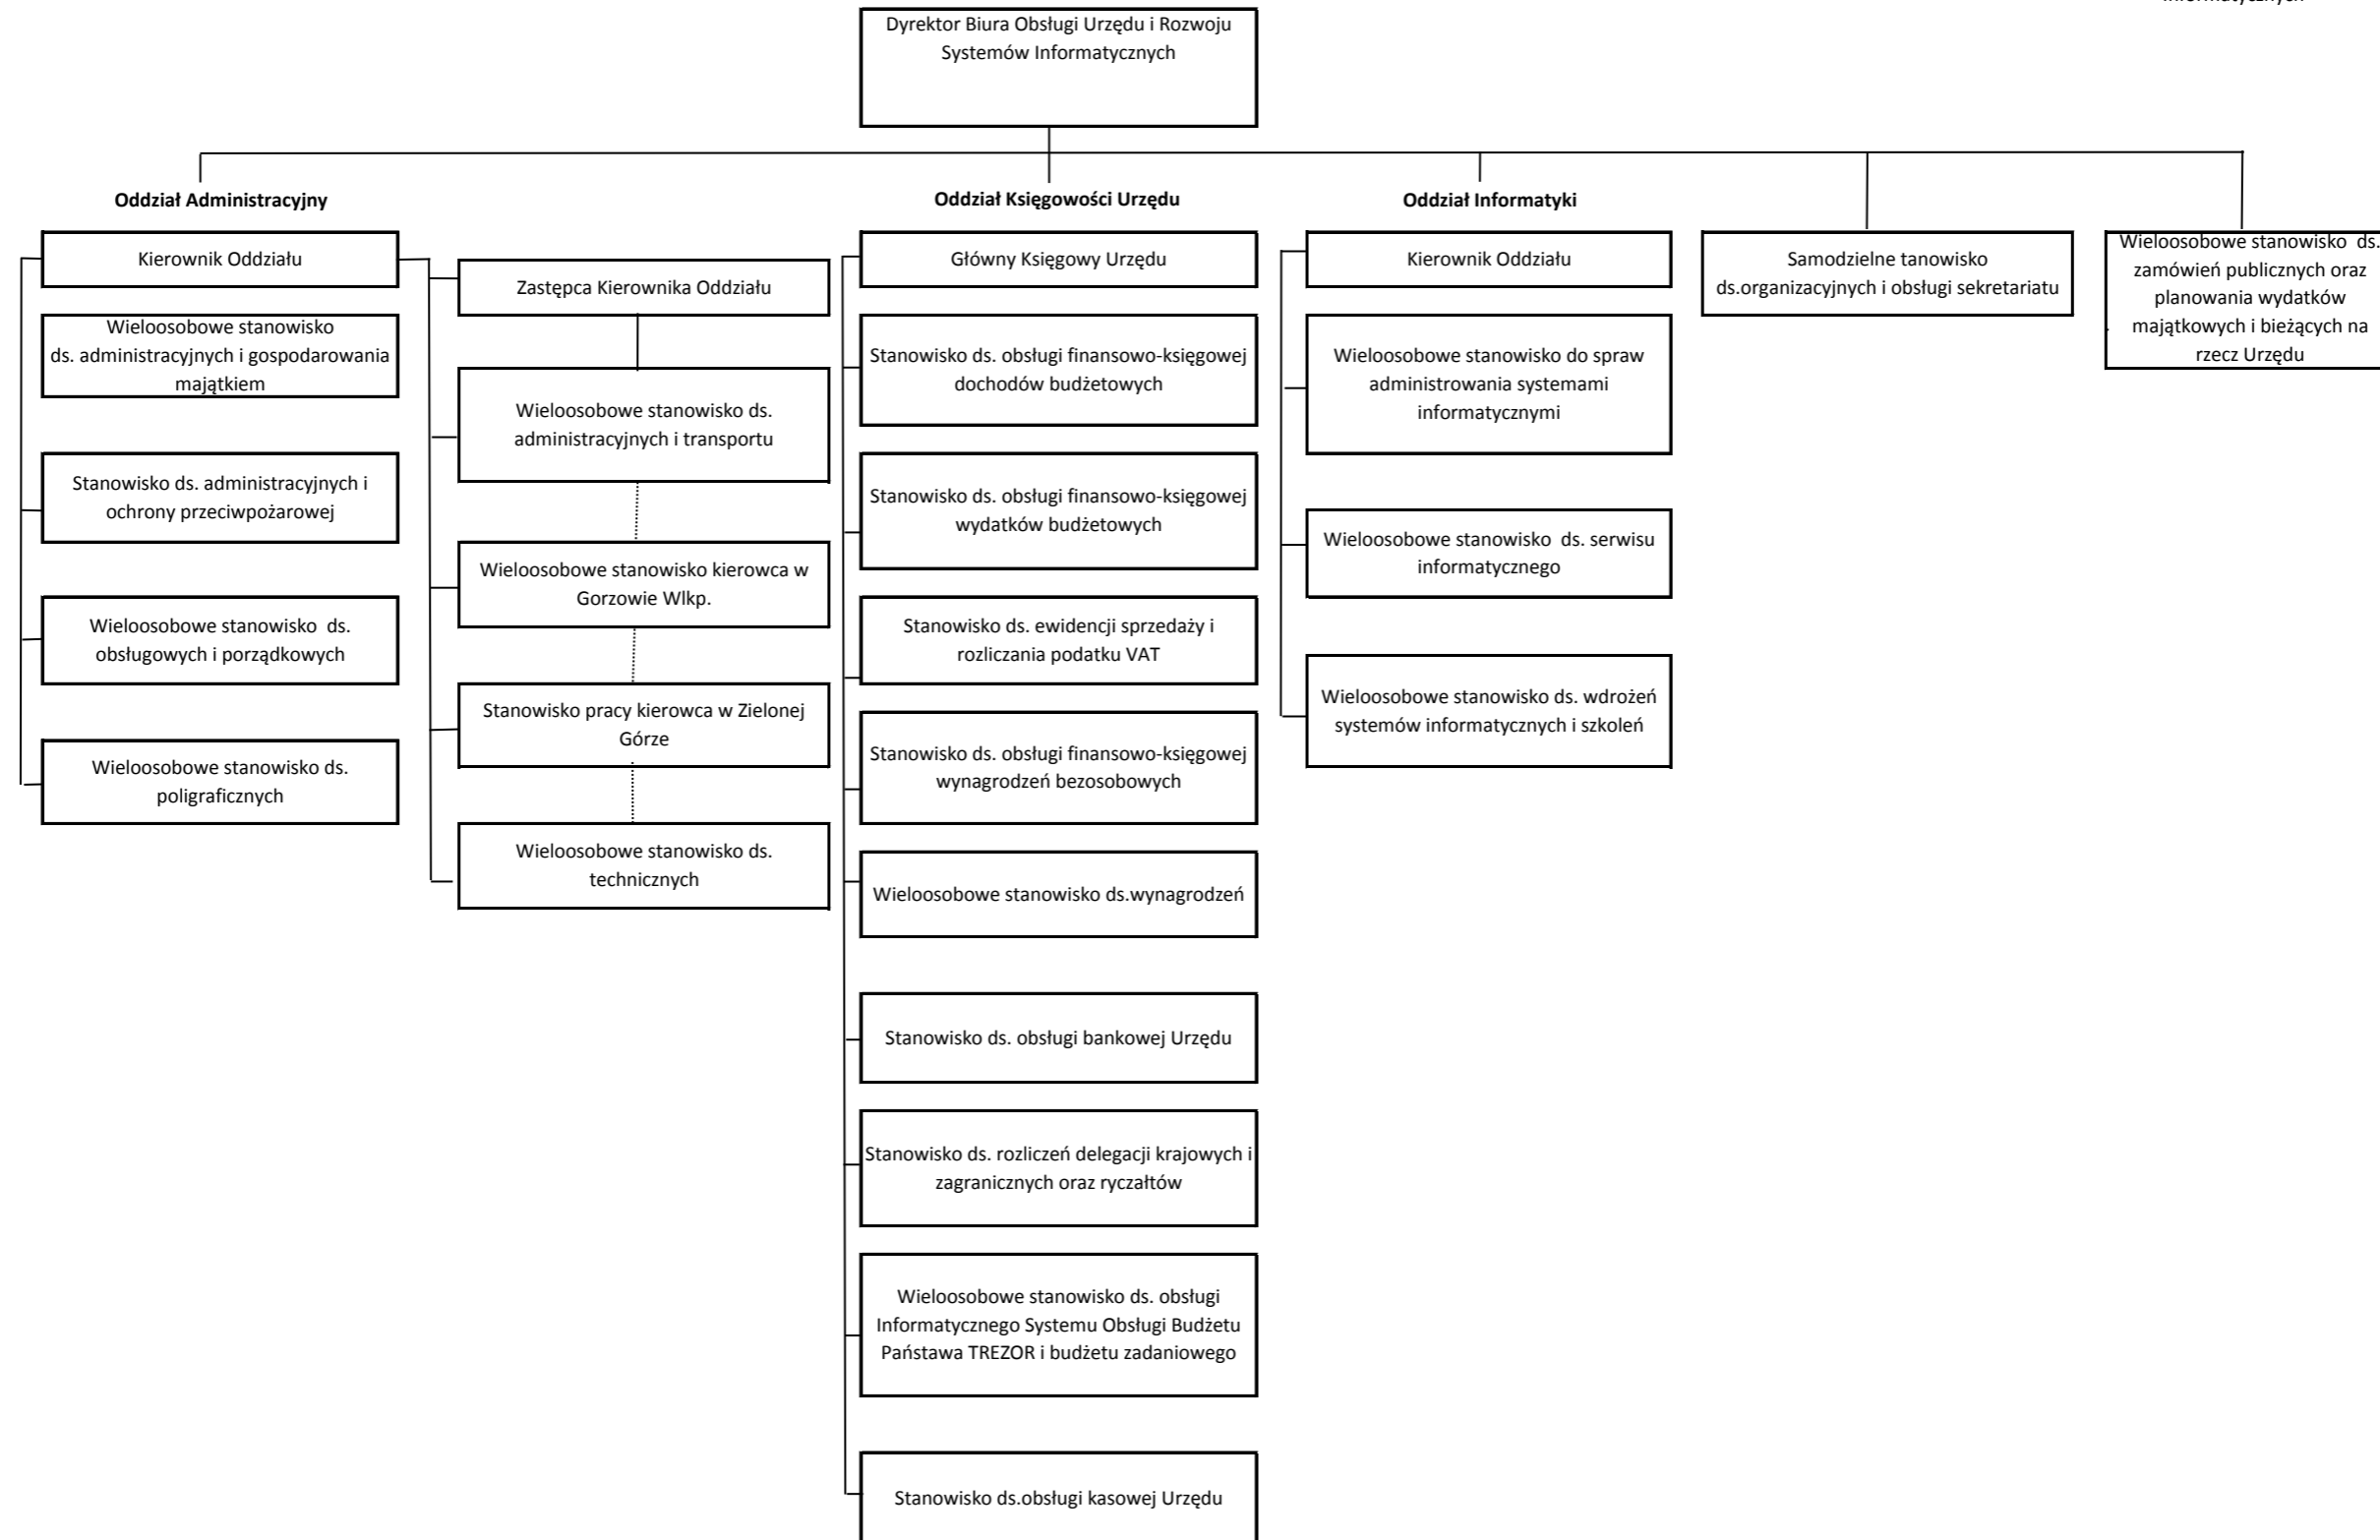 Informatycznych
Dyrektor Biura Obsługi Urzędu i Rozwoju
Systemów Informatycznych
Oddział Administracyjny
Kierownik Oddziału
Wieloosobowe stanowisko
ds. administracyjnych i gospodarowania
majątkiem
Stanowisko ds. administracyjnych i
ochrony przeciwpożarowej
Wieloosobowe stanowisko  ds.
obsługowych i porządkowych
Wieloosobowe stanowisko ds.
poligraficznych
Zastępca Kierownika Oddziału
Wieloosobowe stanowisko ds.
administracyjnych i transportu
Wieloosobowe stanowisko kierowca w
Gorzowie Wlkp.
Stanowisko pracy kierowca w Zielonej
Górze
Wieloosobowe stanowisko ds.
technicznych
Oddział Księgowości Urzędu
Główny Księgowy Urzędu
Stanowisko ds. obsługi finansowo-księgowej
dochodów budżetowych
Stanowisko ds. obsługi finansowo-księgowej
wydatków budżetowych
Stanowisko ds. ewidencji sprzedaży i
rozliczania podatku VAT
Stanowisko ds. obsługi finansowo-księgowej
wynagrodzeń bezosobowych
Wieloosobowe stanowisko ds.wynagrodzeń
Stanowisko ds. obsługi bankowej Urzędu
Stanowisko ds. rozliczeń delegacji krajowych i
zagranicznych oraz ryczałtów
Wieloosobowe stanowisko ds. obsługi
Informatycznego Systemu Obsługi Budżetu
Państawa TREZOR i budżetu zadaniowego
Stanowisko ds.obsługi kasowej Urzędu
Oddział Informatyki
Kierownik Oddziału
Wieloosobowe stanowisko do spraw
administrowania systemami
informatycznymi
Wieloosobowe stanowisko  ds. serwisu
informatycznego
Wieloosobowe stanowisko ds. wdrożeń
systemów informatycznych i szkoleń
Samodzielne tanowisko
ds.organizacyjnych i obsługi sekretariatu
Wieloosobowe stanowisko  ds.
zamówień publicznych oraz
planowania wydatków
majątkowych i bieżących na
rzecz Urzędu